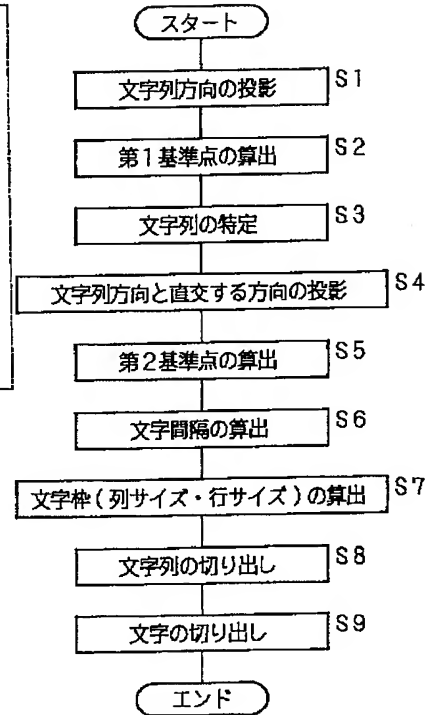 スタート
文字列方向の投影 S1
第1基準点の算出 S2
文字列の特定 S3
文字列方向と直交する方向の投影 S4
第2基準点の算出 S5
文字間隔の算出 S6
文字枠(列サイズ・行サイズ)の算出 S7
文字列の切り出し S8
文字の切り出し S9
エンド